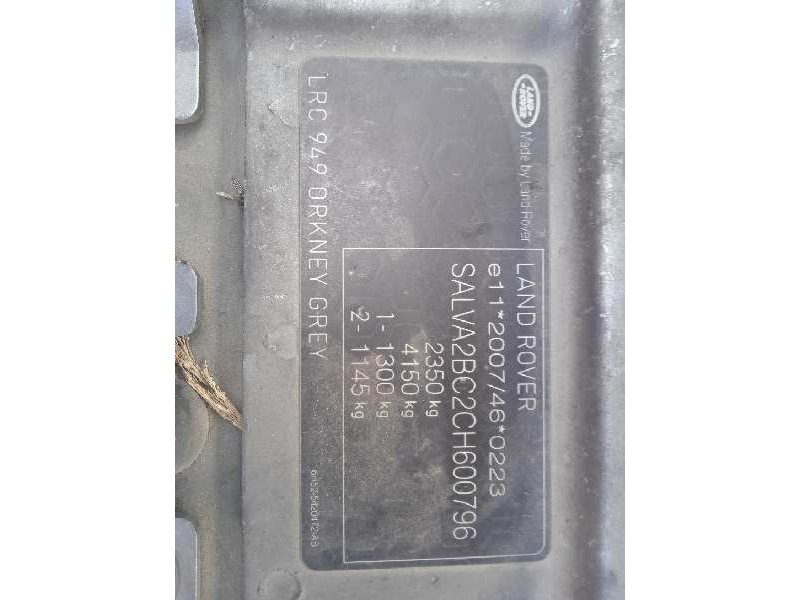 LAND ROVER
Made by Land Rover
LAND ROVER
e11*2007/46*0223
SALVA2BC2CH600796
2350 kg
4150 kg
1- 1300 kg
2- 1145 kg
LRC 949 ORKNEY GREY